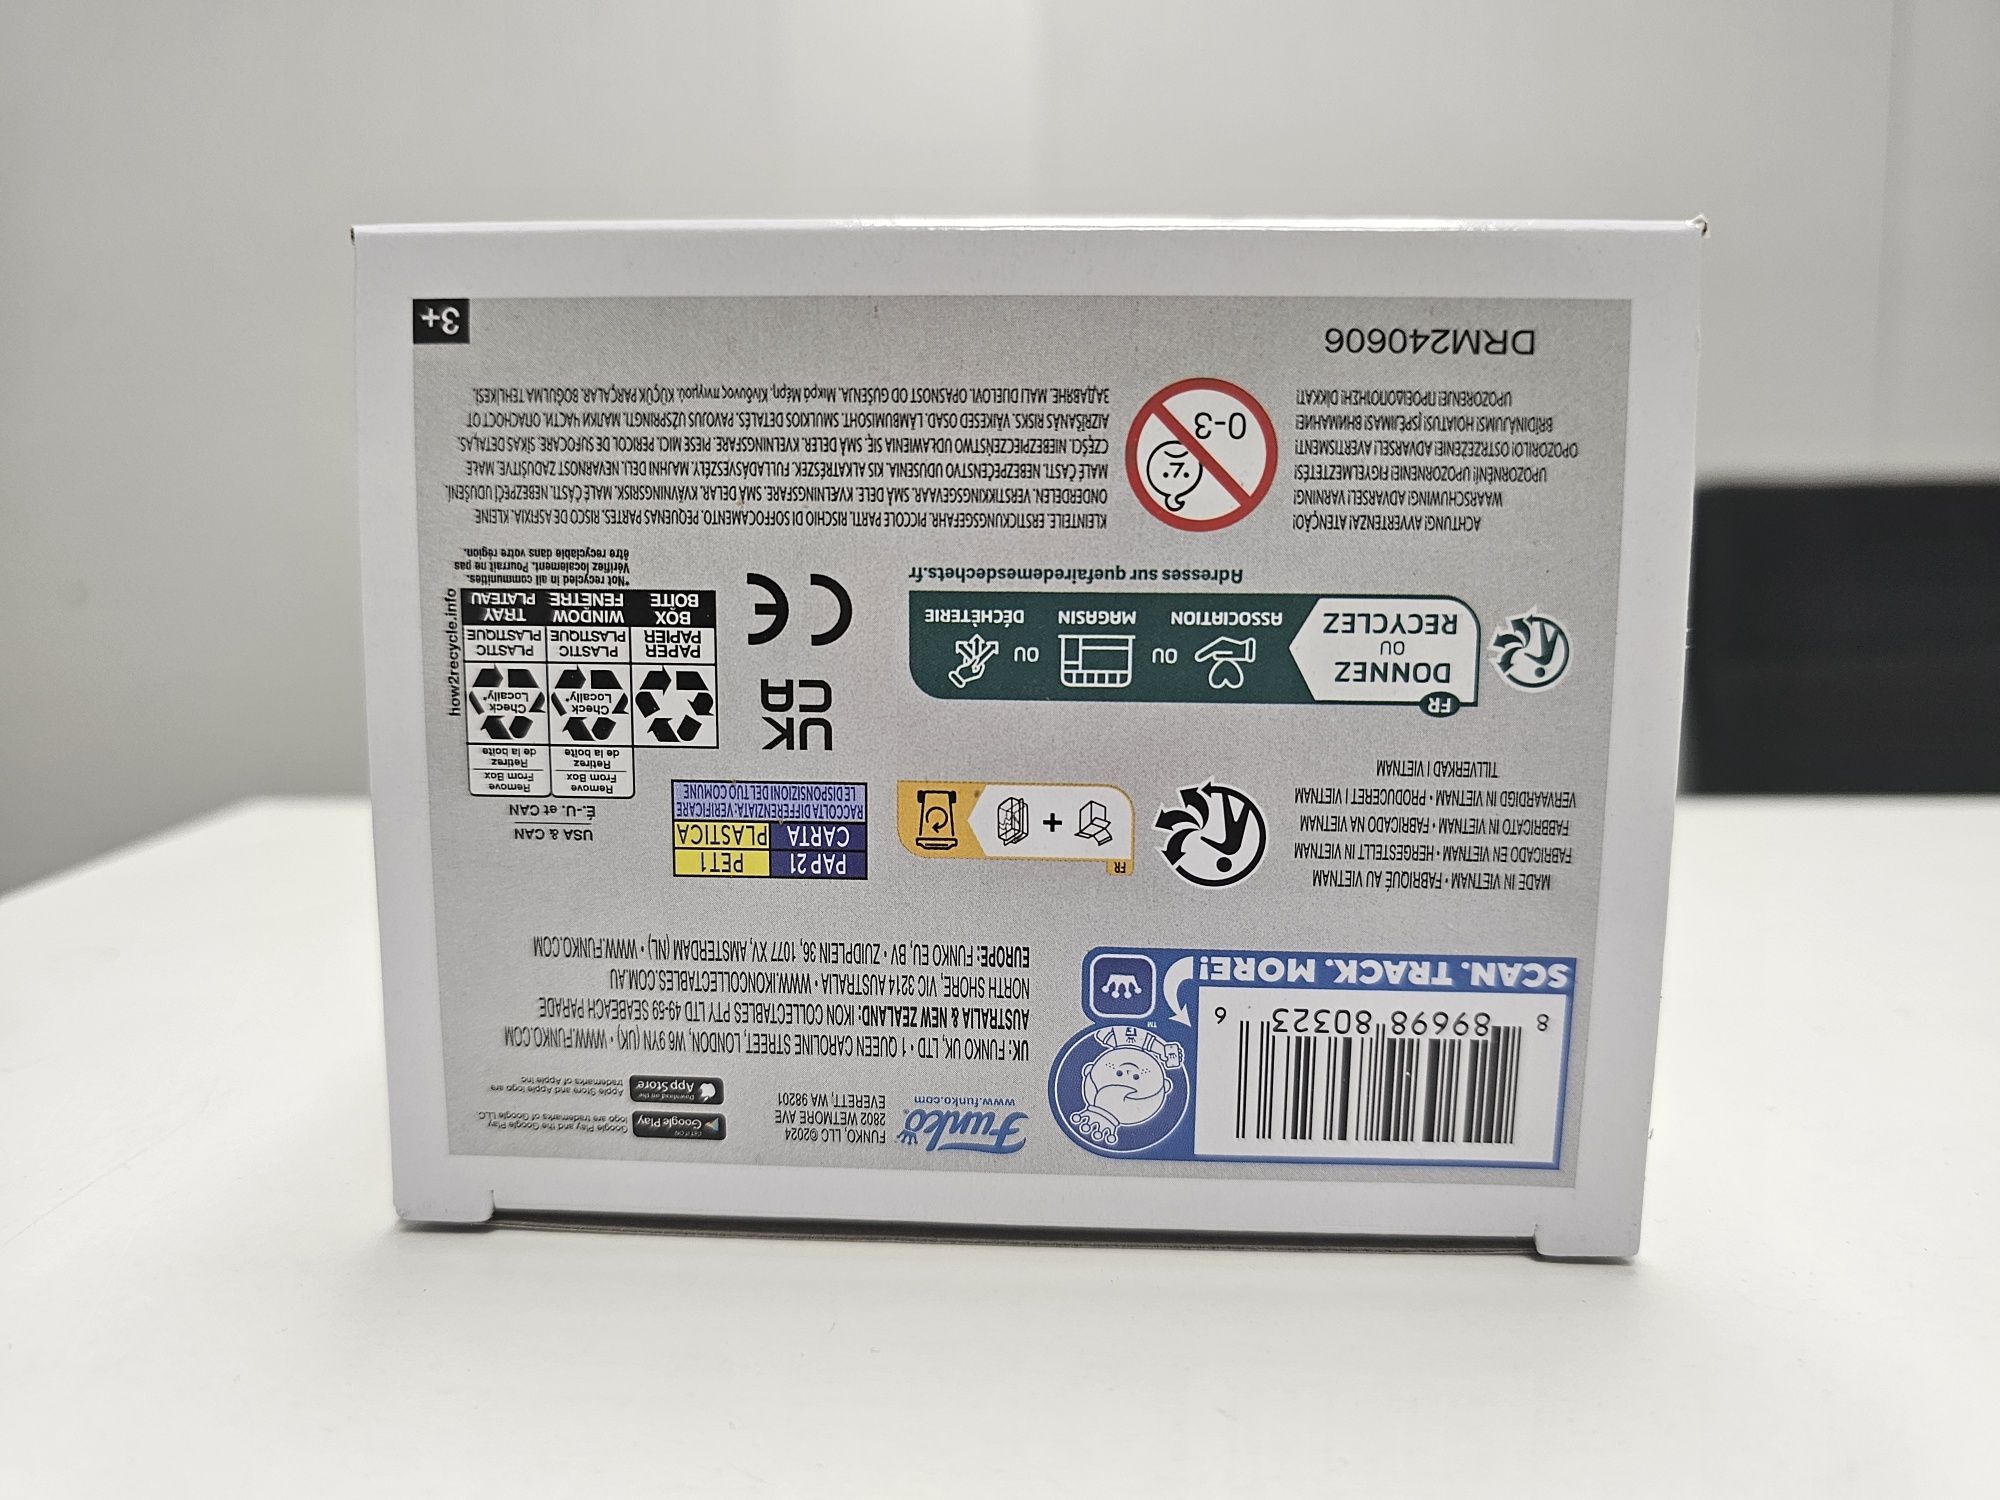 8 89698 80323 6
SCAN. TRACK. MORE!
™
Funko®
www.funko.com
FUNKO, LLC ©2024
2802 WETMORE AVE
EVERETT, WA 98201
GET IT ON
Google Play
Google Play and the Google Play
logo are trademarks of Google LLC.
Download on the
App Store
Apple Store and Apple logo are
trademarks of Apple Inc
UK: FUNKO UK, LTD • 1 QUEEN CAROLINE STREET, LONDON, W6 9YN (UK) • WWW.FUNKO.COM
AUSTRALIA & NEW ZEALAND: IKON COLLECTABLES PTY LTD 49-59 SEABEACH PARADE
NORTH SHORE, VIC 3214 AUSTRALIA • WWW.IKONCOLLECTABLES.COM.AU
EUROPE: FUNKO EU, BV • ZUIDPLEIN 36, 1077 XV, AMSTERDAM (NL) • WWW.FUNKO.COM
MADE IN VIETNAM • FABRIQUÉ AU VIETNAM
FABRICADO EN VIETNAM • HERGESTELLT IN VIETNAM
FABBRICATO IN VIETNAM • FABRICADO NA VIETNAM
VERVAARDIGD IN VIETNAM • PRODUCERET I VIETNAM
TILLVERKAD I VIETNAM
FR
+
PAP 21
PET1
CARTA
PLASTICA
RACCOLTA DIFFERENZIATA: VERIFICARE
LE DISPOSIZIONI DEL TUO COMUNE
USA & CAN
É.-U. et CAN
Remove
From Box
Retirez
de la boîte
Remove
From Box
Retirez
de la boîte
Check
Locally*
Check
Locally*
PAPER
PAPIER
PLASTIC
PLASTIQUE
PLASTIC
PLASTIQUE
BOX
BOÎTE
WINDOW
FENÊTRE
TRAY
PLATEAU
how2recycle.info
*Not recycled in all communities.
Vérifiez localement. Pourrait ne pas
être recyclable dans votre région.
UK
CA
CE
FR
DONNEZ
OU
RECYCLEZ
ASSOCIATION
OU
MAGASIN
OU
DÉCHÈTERIE
Adresses sur quefairedemesdechets.fr
ACHTUNG! AVVERTENZA! ATENÇÃO!
WAARSCHUWING! ADVARSEL! VARNING!
UPOZORNĚNÍ! UPOZORNENIE! FIGYELMEZTETÉS!
OPOZORILO! OSTRZEŻENIE! ADVARSEL! AVERTISMENT!
BRĪDINĀJUMS! HOIATUS! ĮSPĖJIMAS! ВНИМАНИЕ!
UPOZORENJE! ΠΡΟΕΙΔΟΠΟΙΗΣΗ! DİKKAT!
0-3
KLEINTEILE. ERSTICKUNGSGEFAHR. PICCOLE PARTI. RISCHIO DI SOFFOCAMENTO. PEQUENAS PARTES. RISCO DE ASFIXIA. KLEINE
ONDERDELEN. VERSTIKKINGSGEVAAR. SMÅ DELE. KVÆLNINGSFARE. SMÅ DELAR. KVÄVNINGSRISK. MALÉ ČÁSTI. NEBEZPEČÍ UDUŠENÍ.
MALÉ ČASTI. NEBEZPEČENSTVO UDUSENIA. KIS ALKATRÉSZEK. FULLADÁSVESZÉLY. MAJHNI DELI. NEVARNOST ZADUŠITVE. MAŁE
CZĘŚCI. NIEBEZPIECZEŃSTWO UDŁAWIENIA SIĘ. SMÅ DELER. KVELNINGSFARE. PIESE MICI. PERICOL DE SUFOCARE. SĪKAS DETAĻAS.
AIZRĪŠANĀS RISKS. VÄIKESED OSAD. LÄMBUMISOHT. SMULKIOS DETALĖS. PAVOJUS UŽSPRINGTI. МАЛКИ ЧАСТИ. ОПАСНОСТ ОТ
ЗАДАВЯНЕ. MALI DIJELOVI. OPASNOST OD GUŠENJA. Μικρά Μέρη. Κίνδυνος πνιγμού. KÜÇÜK PARÇALAR. BOĞULMA TEHLİKESİ.
DRM240606
3+